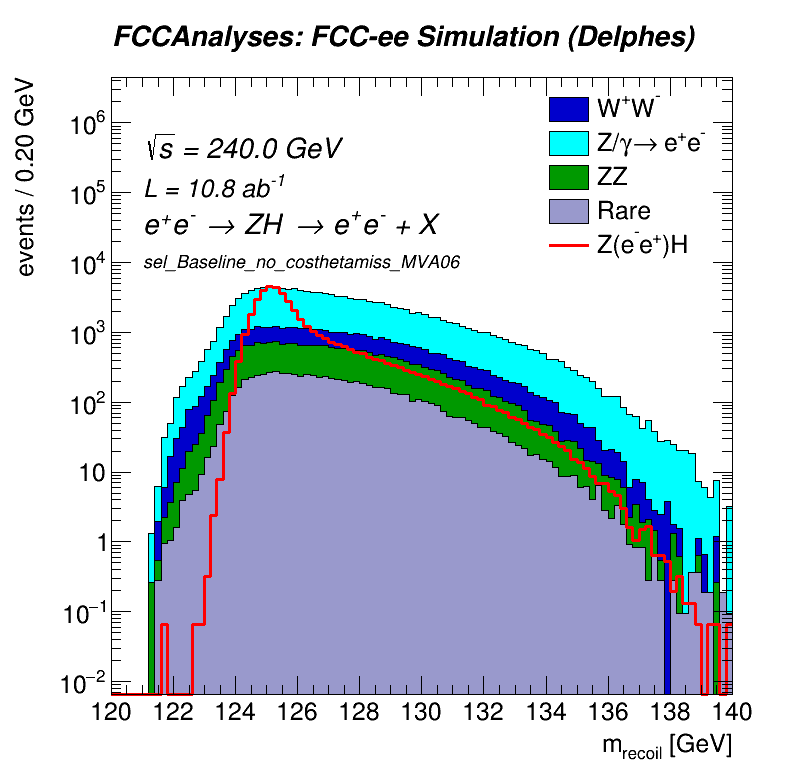 FCCAnalyses: FCC-ee Simulation (Delphes)
events / 0.20 GeV
√s = 240.0 GeV
L = 10.8 ab⁻¹
e⁺e⁻ → ZH → e⁺e⁻ + X
sel_Baseline_no_costhetamiss_MVA06
W⁺W⁻
Z/γ→ e⁺e⁻
ZZ
Rare
Z(e⁻e⁺)H
10⁶
10⁵
10⁴
10³
10²
10
1
10⁻¹
10⁻²
120 122 124 126 128 130 132 134 136 138 140
m_recoil [GeV]